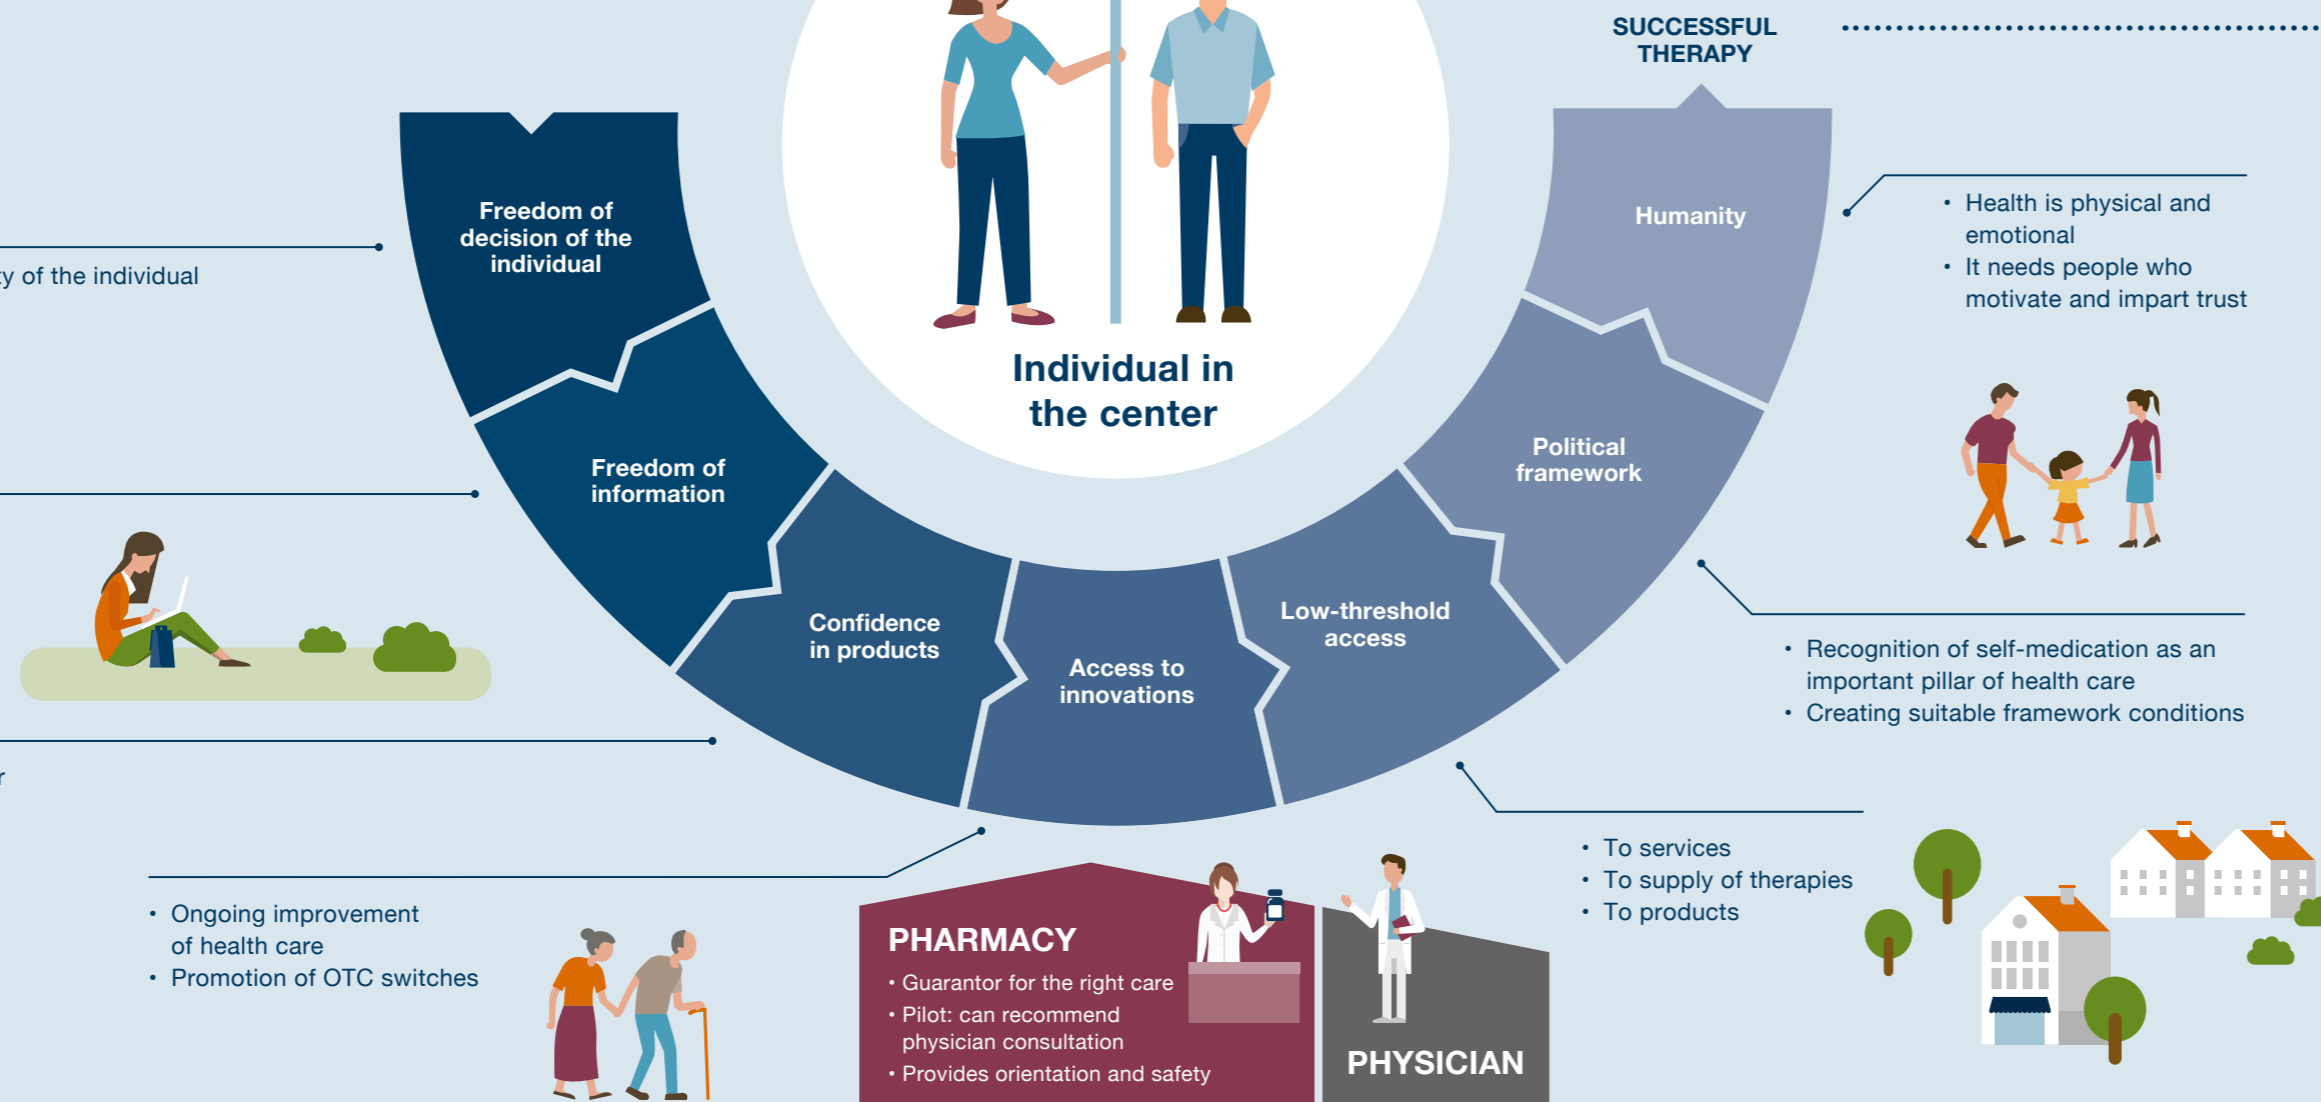 SUCCESSFUL
THERAPY
Freedom of
decision of the
individual
of the individual
Freedom of
information
Confidence
in products
Access to
innovations
Low-threshold
access
Political
framework
Humanity
Individual in
the center
• Health is physical and
emotional
• It needs people who
motivate and impart trust
• Recognition of self-medication as an
important pillar of health care
• Creating suitable framework conditions
• To services
• To supply of therapies
• To products
• Ongoing improvement
of health care
• Promotion of OTC switches
PHARMACY
• Guarantor for the right care
• Pilot: can recommend
physician consultation
• Provides orientation and safety
PHYSICIAN